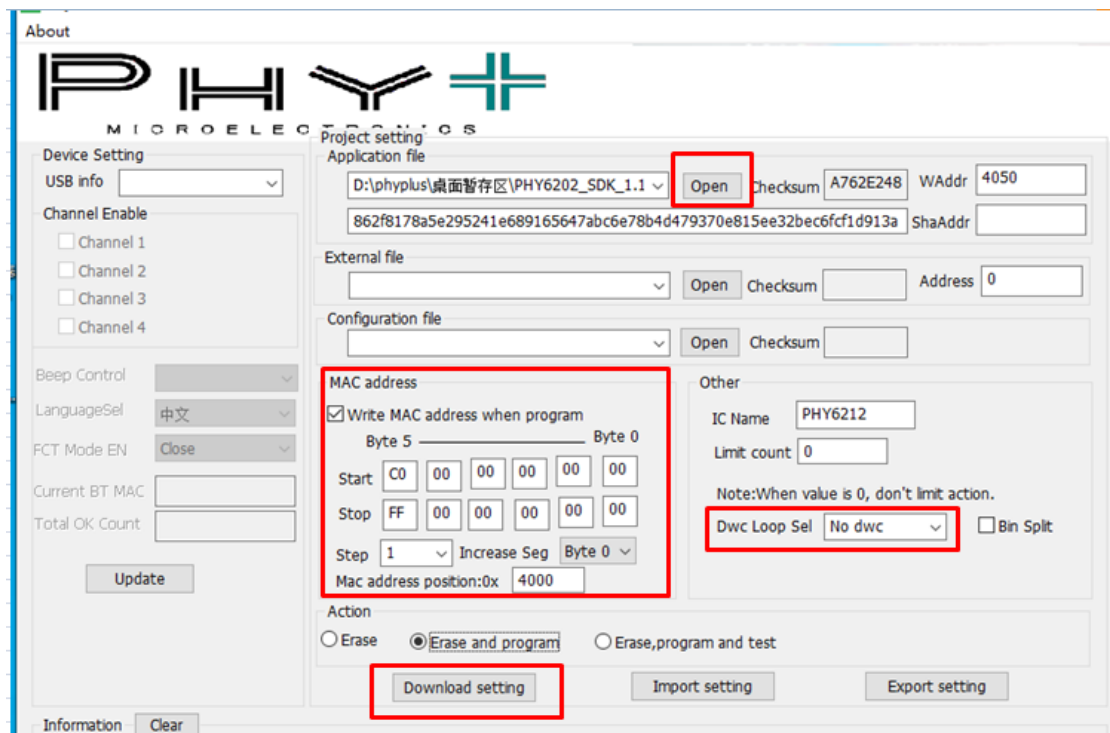 About
PHY+
MICROELECTRONICS
Device Setting
USB info
Channel Enable
Channel 1
Channel 2
Channel 3
Channel 4
Beep Control
LanguageSel 中文
FCT Mode EN Close
Current BT MAC
Total OK Count
Update
Project setting
Application file
D:\phyplus\桌面暂存区\PHY6202_SDK_1.1 Open Checksum A762E248 WAddr 4050
862f8178a5e295241e689165647abc6e78b4d479370e815ee32bec6fcf1d913a ShaAddr
External file
Open Checksum Address 0
Configuration file
Open Checksum
MAC address
Write MAC address when program
Byte 5 Byte 0
Start C0 00 00 00 00 00
Stop FF 00 00 00 00 00
Step 1 Increase Seg Byte 0
Mac address position:0x 4000
Other
IC Name PHY6212
Limit count 0
Note:When value is 0, don't limit action.
Dwc Loop Sel No dwc Bin Split
Action
Erase Erase and program Erase,program and test
Download setting Import setting Export setting
Information Clear